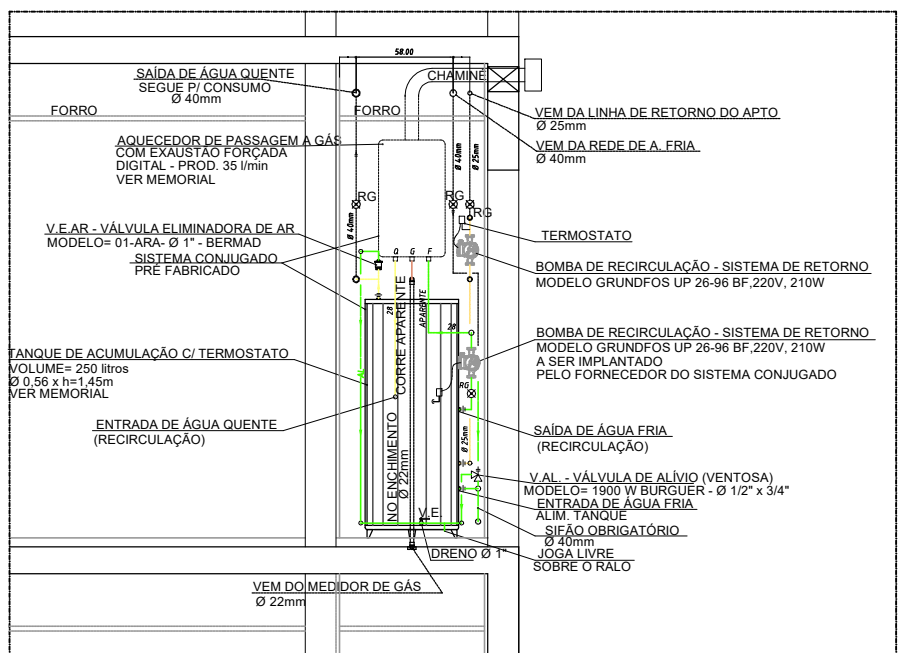 58.00
SAÍDA DE ÁGUA QUENTE
SEGUE P/ CONSUMO
Ø 40mm
CHAMINÉ
FORRO
FORRO
VEM DA LINHA DE RETORNO DO APTO
Ø 25mm
AQUECEDOR DE PASSAGEM A GÁS
COM EXAUSTÃO FORÇADA
DIGITAL - PROD. 35 l/min
VER MEMORIAL
VEM DA REDE DE A. FRIA
Ø 40mm
Ø 40mm
Ø 25mm
RG
RG
RG
Ø 40mm
V.E.AR - VÁLVULA ELIMINADORA DE AR
MODELO= 01-ARA- Ø 1" - BERMAD
SISTEMA CONJUGADO
PRÉ FABRICADO
TERMOSTATO
Q G F
BOMBA DE RECIRCULAÇÃO - SISTEMA DE RETORNO
MODELO GRUNDFOS UP 26-96 BF,220V, 210W
28
CORRE APARENTE
APARENTE
28
BOMBA DE RECIRCULAÇÃO - SISTEMA DE RETORNO
MODELO GRUNDFOS UP 26-96 BF,220V, 210W
A SER IMPLANTADO
PELO FORNECEDOR DO SISTEMA CONJUGADO
TANQUE DE ACUMULAÇÃO C/ TERMOSTATO
VOLUME= 250 litros
Ø 0,56 x h=1,45m
VER MEMORIAL
RG
ENTRADA DE ÁGUA QUENTE
(RECIRCULAÇÃO)
NO ENCHIMENTO
Ø 22mm
Ø 25mm
SAÍDA DE ÁGUA FRIA
(RECIRCULAÇÃO)
V.AL. - VÁLVULA DE ALÍVIO (VENTOSA)
MODELO= 1900 W BURGUER - Ø 1/2" x 3/4"
ENTRADA DE ÁGUA FRIA
ALIM. TANQUE
V.E.
SIFÃO OBRIGATÓRIO
Ø 40mm
DRENO Ø 1"
JOGA LIVRE
SOBRE O RALO
VEM DO MEDIDOR DE GÁS
Ø 22mm